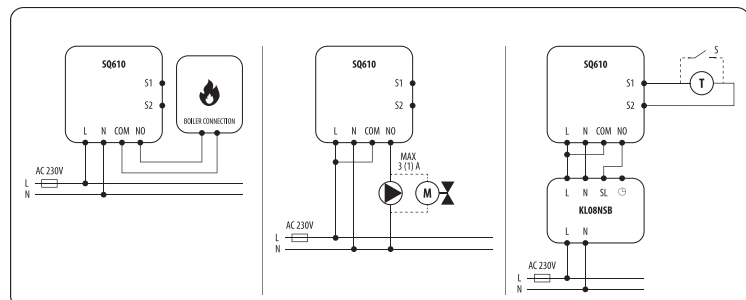 SQ610
S1
S2
L N COM NO
BOILER CONNECTION
AC 230V
L
N
SQ610
S1
S2
L N COM NO
MAX
3 (1) A
M
AC 230V
L
N
SQ610
S1
S2
S
T
L N COM NO
L N SL
KL08NSB
L N
AC 230V
L
N